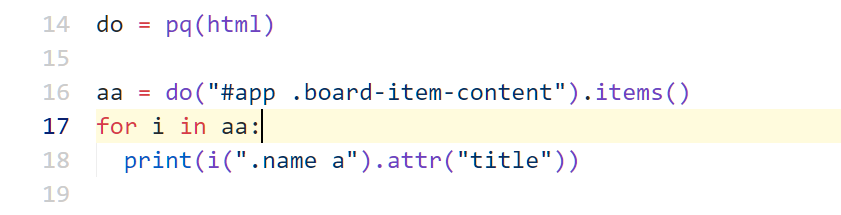 14 do = pq(html)
15
16 aa = do("#app .board-item-content").items()
17 for i in aa:
18   print(i(".name a").attr("title"))
19